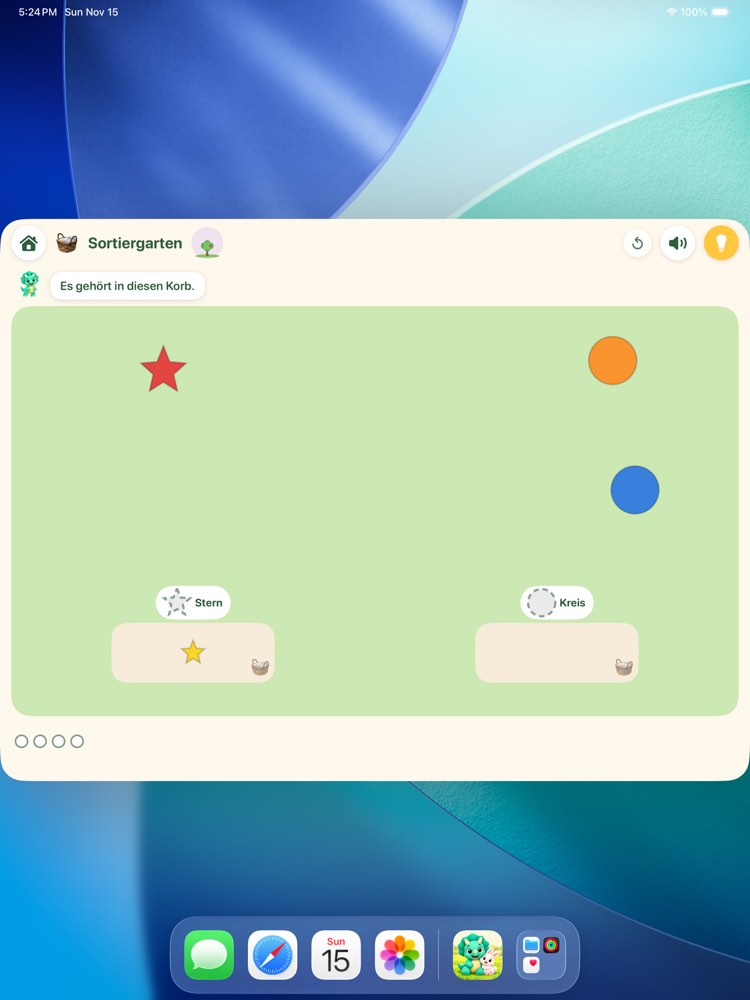 5:24 PM Sun Nov 15
100%
Sortiergarten
Es gehört in diesen Korb.
Stern
Kreis
Sun
15